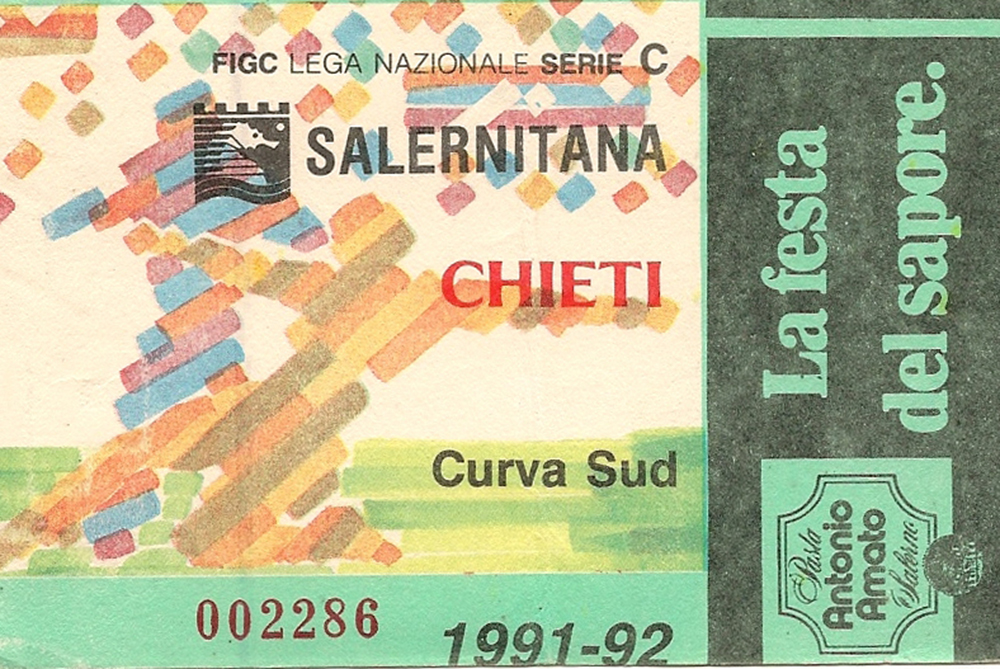 FIGC LEGA NAZIONALE SERIE C
SALERNITANA
CHIETI
Curva Sud
002286
1991-92
La festa
del sapore.
Pasta
Antonio
Amato
Salerno